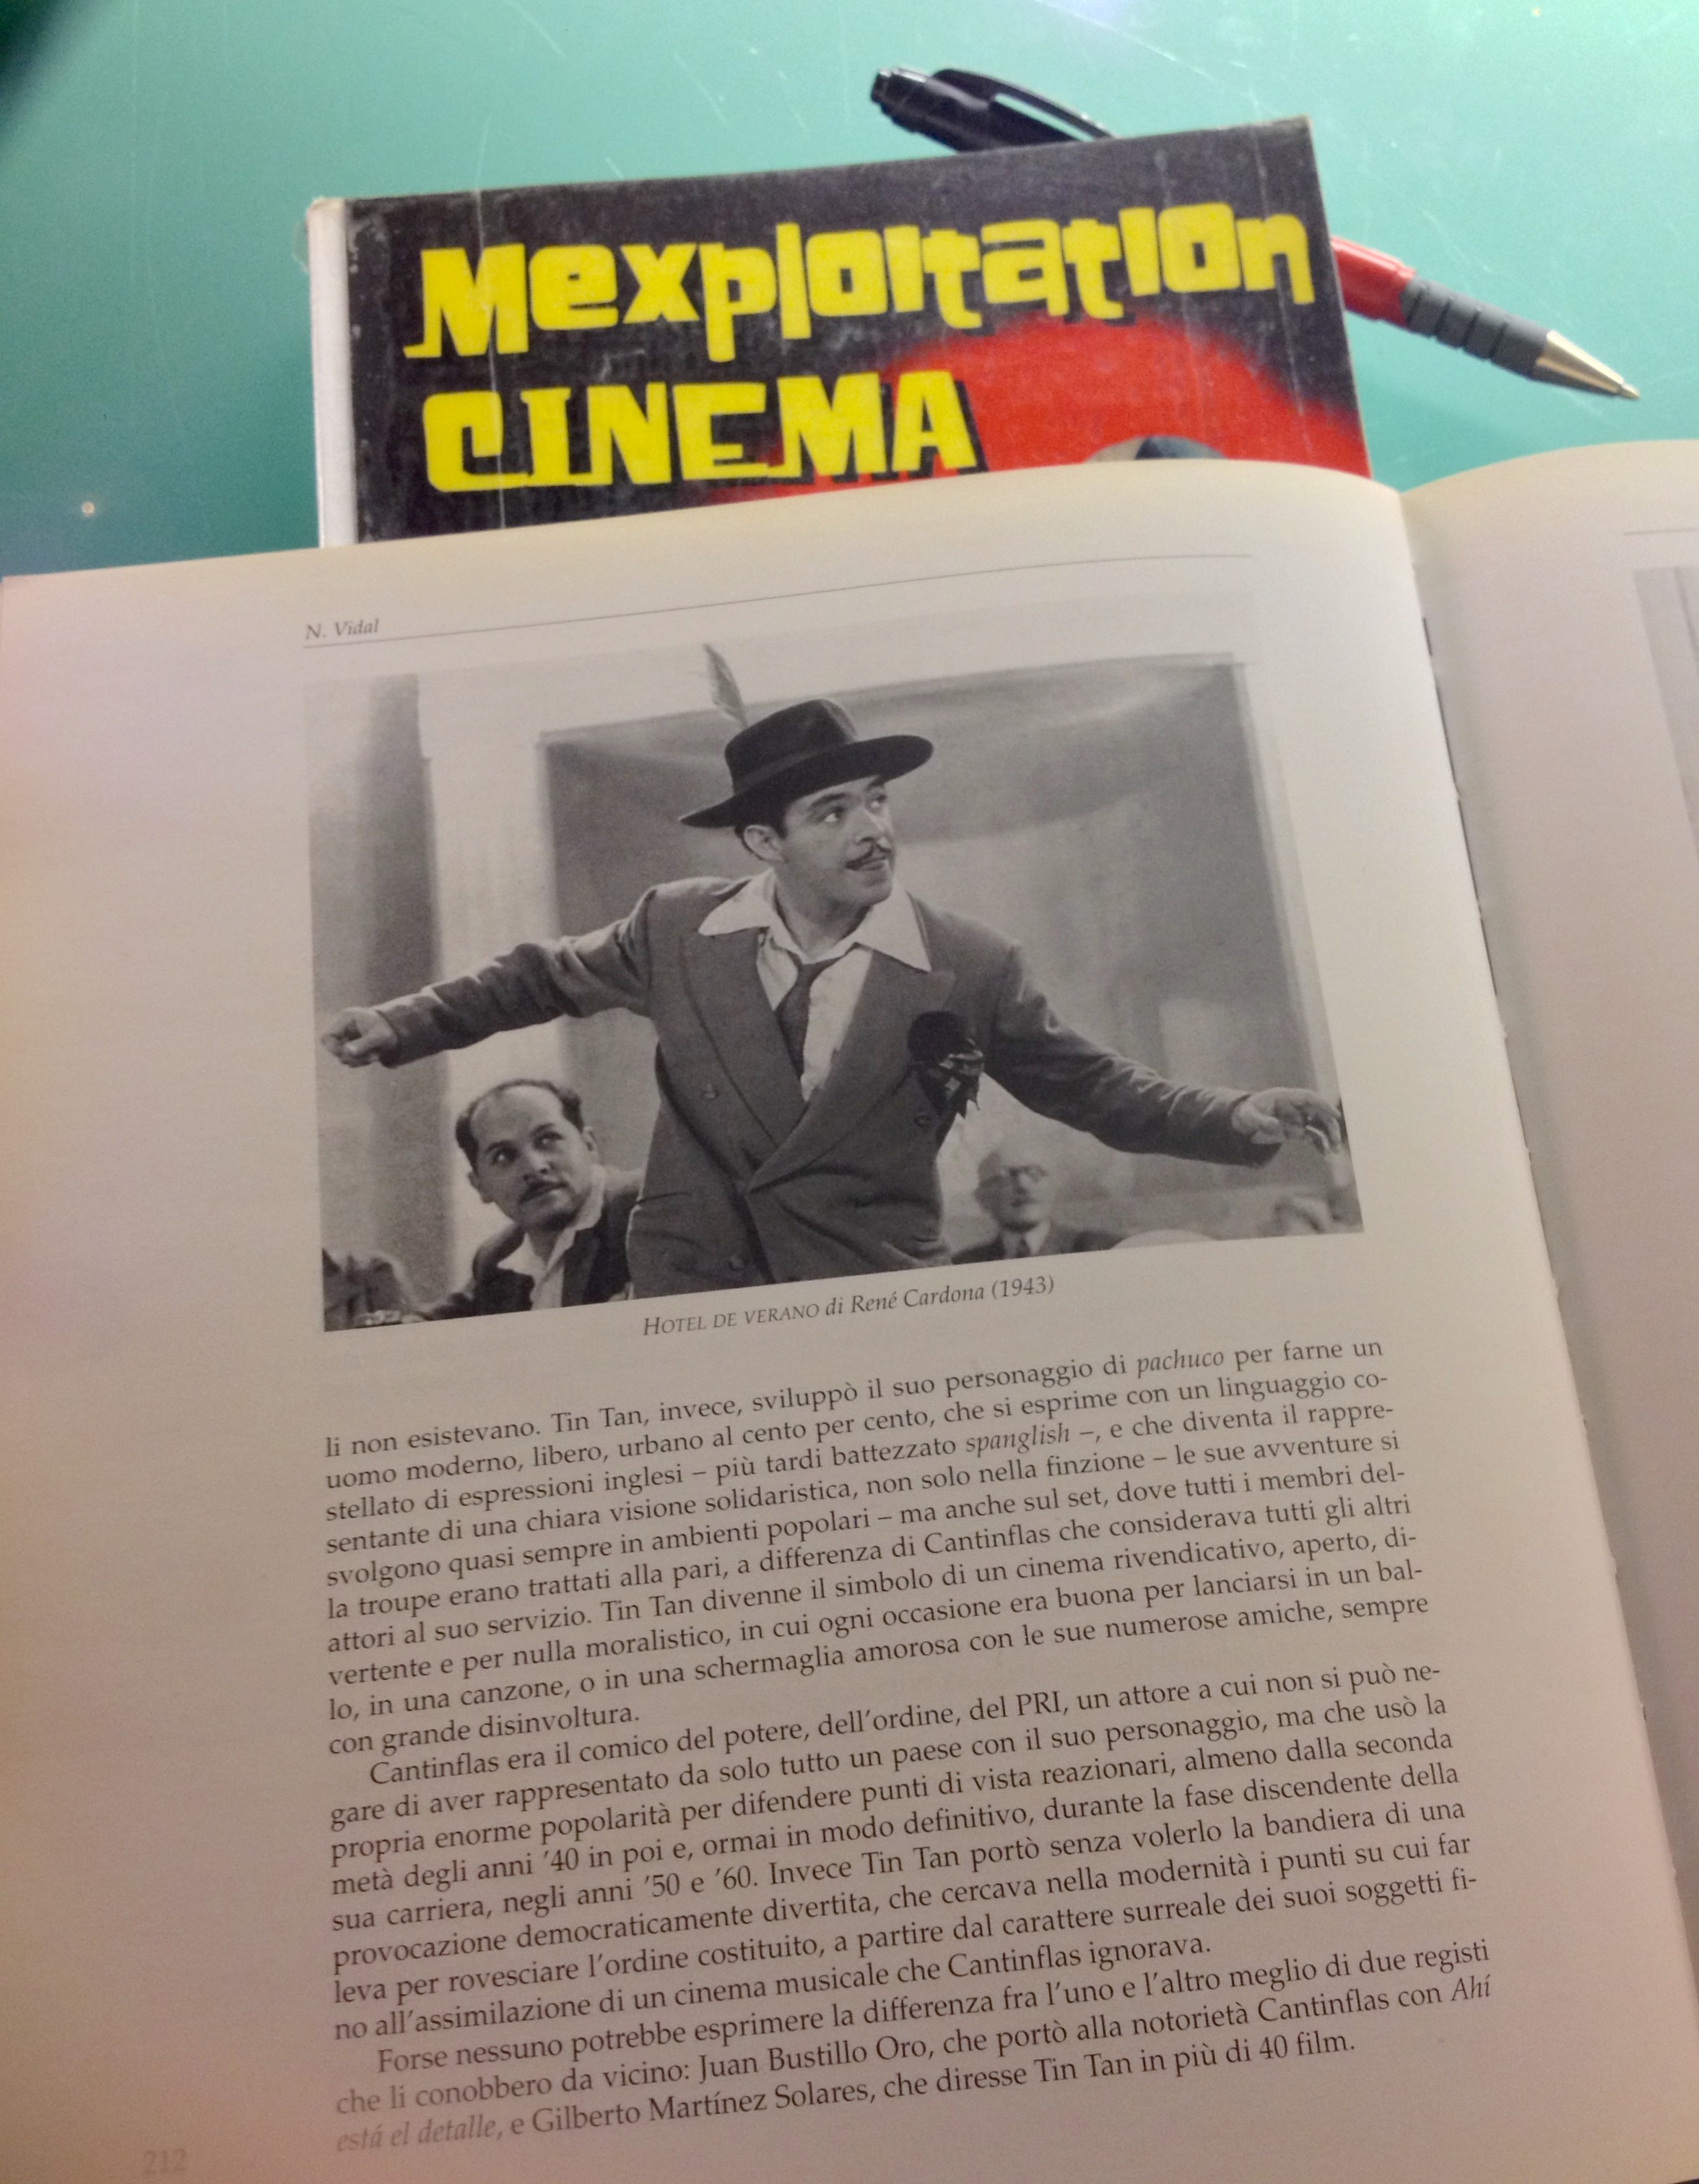 Mexploitation
CINEMA
N. Vidal
HOTEL DE VERANO di René Cardona (1943)
li non esistevano. Tin Tan, invece, sviluppò il suo personaggio di pachuco per farne un
uomo moderno, libero, urbano al cento per cento, che si esprime con un linguaggio co-
stellato di espressioni inglesi – più tardi battezzato spanglish –, e che diventa il rappre-
sentante di una chiara visione solidaristica, non solo nella finzione – le sue avventure si
svolgono quasi sempre in ambienti popolari – ma anche sul set, dove tutti i membri del-
la troupe erano trattati alla pari, a differenza di Cantinflas che considerava tutti gli altri
attori al suo servizio. Tin Tan divenne il simbolo di un cinema rivendicativo, aperto, di-
vertente e per nulla moralistico, in cui ogni occasione era buona per lanciarsi in un bal-
lo, in una canzone, o in una schermaglia amorosa con le sue numerose amiche, sempre
con grande disinvoltura.
Cantinflas era il comico del potere, dell'ordine, del PRI, un attore a cui non si può ne-
gare di aver rappresentato da solo tutto un paese con il suo personaggio, ma che usò la
propria enorme popolarità per difendere punti di vista reazionari, almeno dalla seconda
metà degli anni '40 in poi e, ormai in modo definitivo, durante la fase discendente della
sua carriera, negli anni '50 e '60. Invece Tin Tan portò senza volerlo la bandiera di una
provocazione democraticamente divertita, che cercava nella modernità i punti su cui far
leva per rovesciare l'ordine costituito, a partire dal carattere surreale dei suoi soggetti fi-
no all'assimilazione di un cinema musicale che Cantinflas ignorava.
Forse nessuno potrebbe esprimere la differenza fra l'uno e l'altro meglio di due registi
che li conobbero da vicino: Juan Bustillo Oro, che portò alla notorietà Cantinflas con Ahí
está el detalle, e Gilberto Martínez Solares, che diresse Tin Tan in più di 40 film.
212